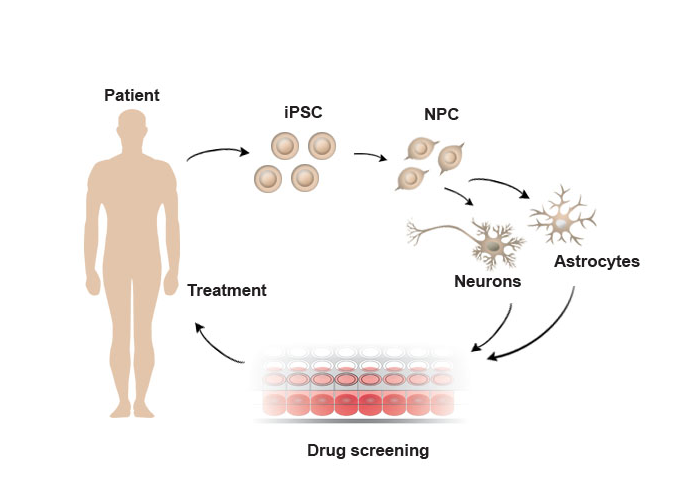 Patient
iPSC
NPC
Neurons
Astrocytes
Treatment
Drug screening